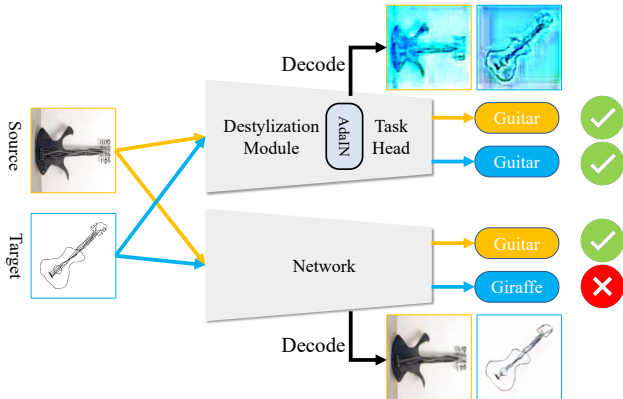 Decode
Source
Destylization
Module
AdaIN
Task
Head
Guitar
Guitar
Target
Network
Guitar
Giraffe
Decode